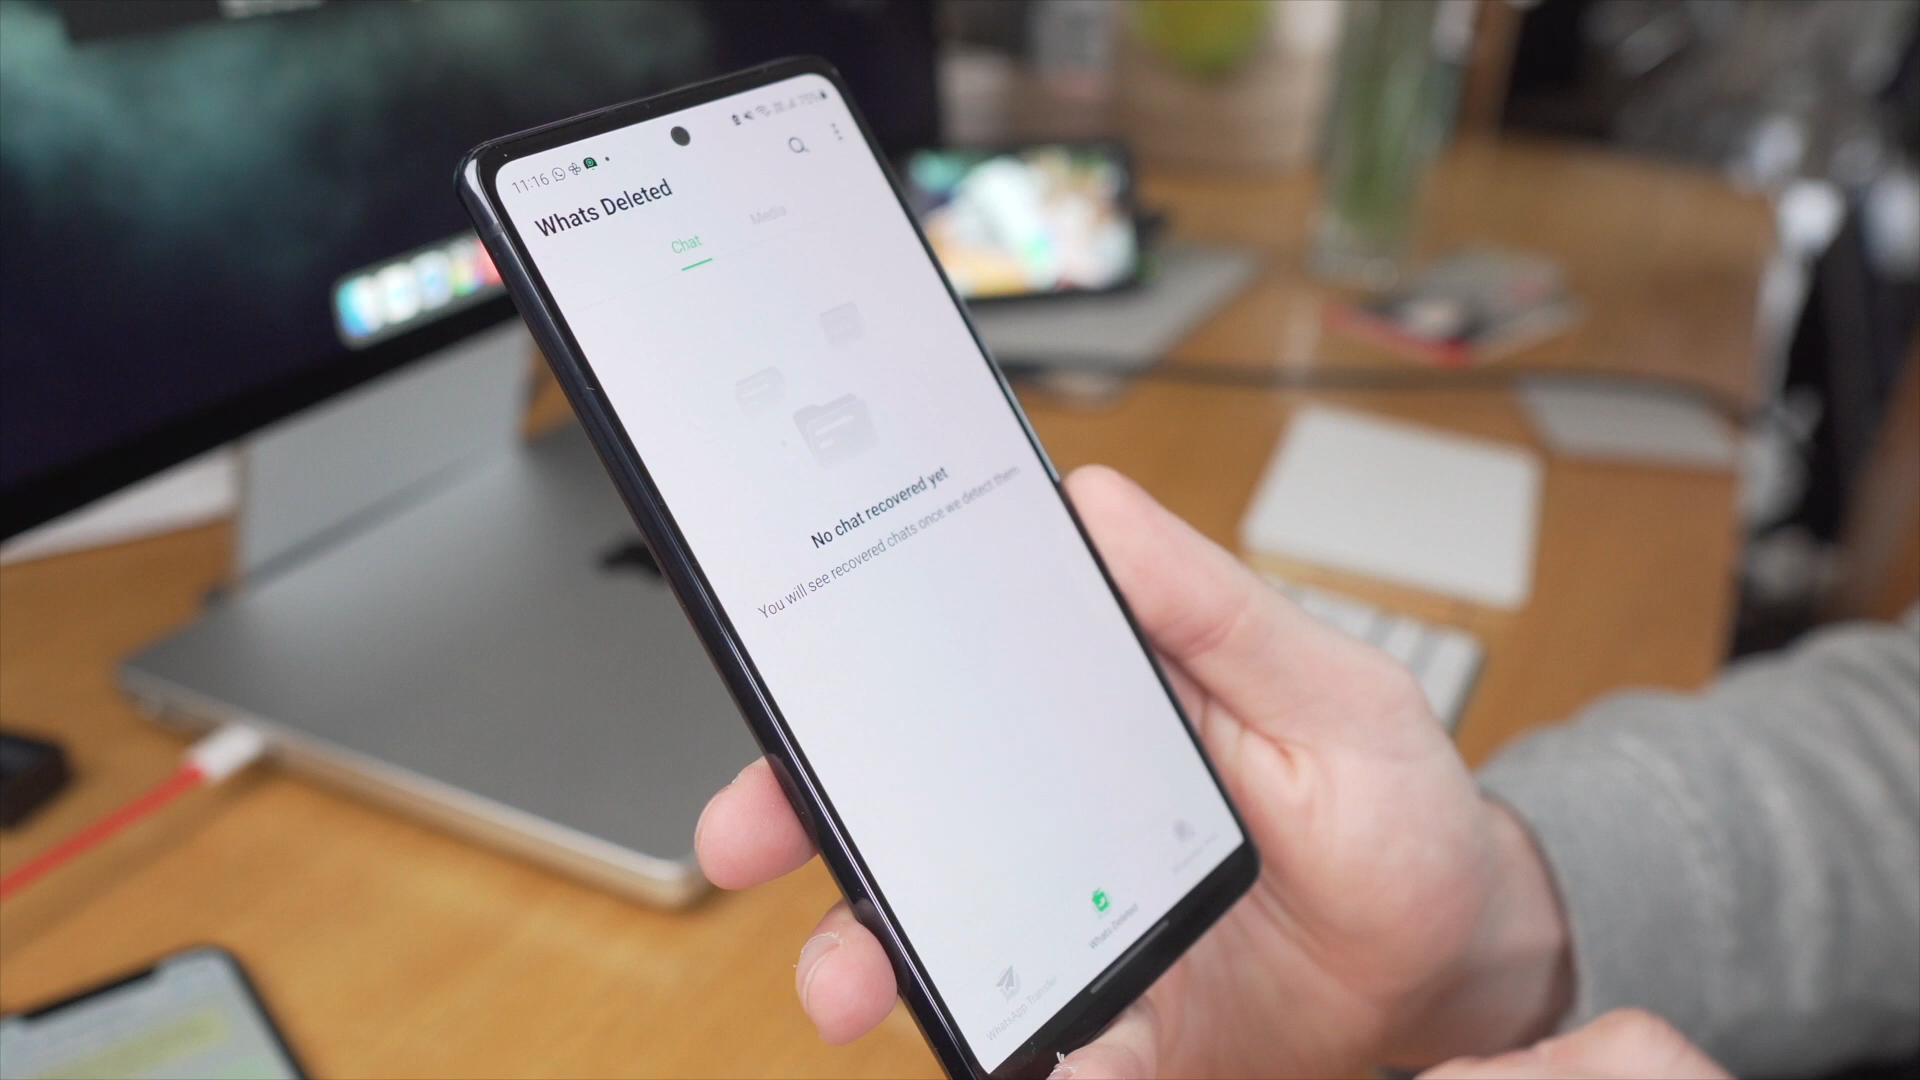 11:16
75%
Whats Deleted
Chat
Media
No chat recovered yet
You will see recovered chats once we detect them
WhatsApp Transfer
Whats Deleted